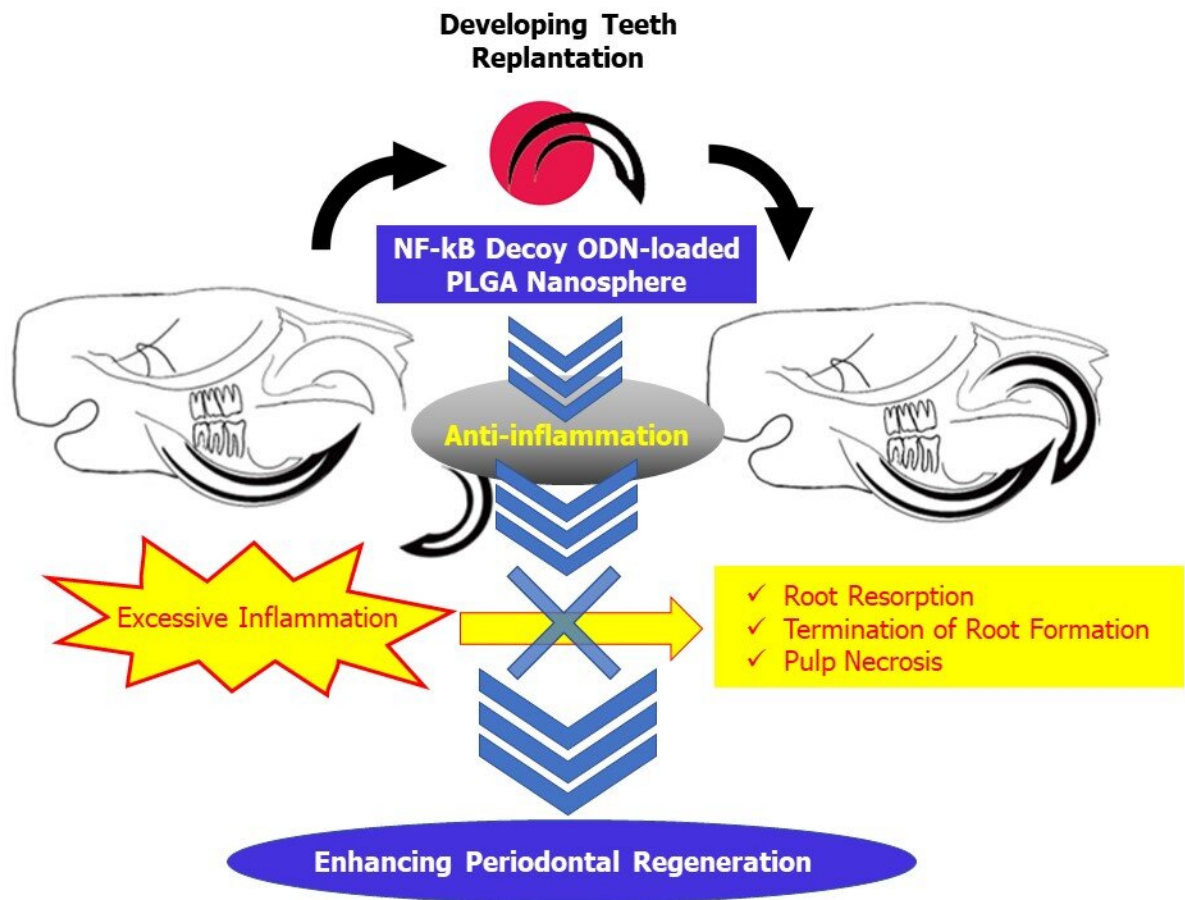 Developing Teeth
Replantation
NF-kB Decoy ODN-loaded
PLGA Nanosphere
Anti-inflammation
Excessive Inflammation
✓ Root Resorption
✓ Termination of Root Formation
✓ Pulp Necrosis
Enhancing Periodontal Regeneration